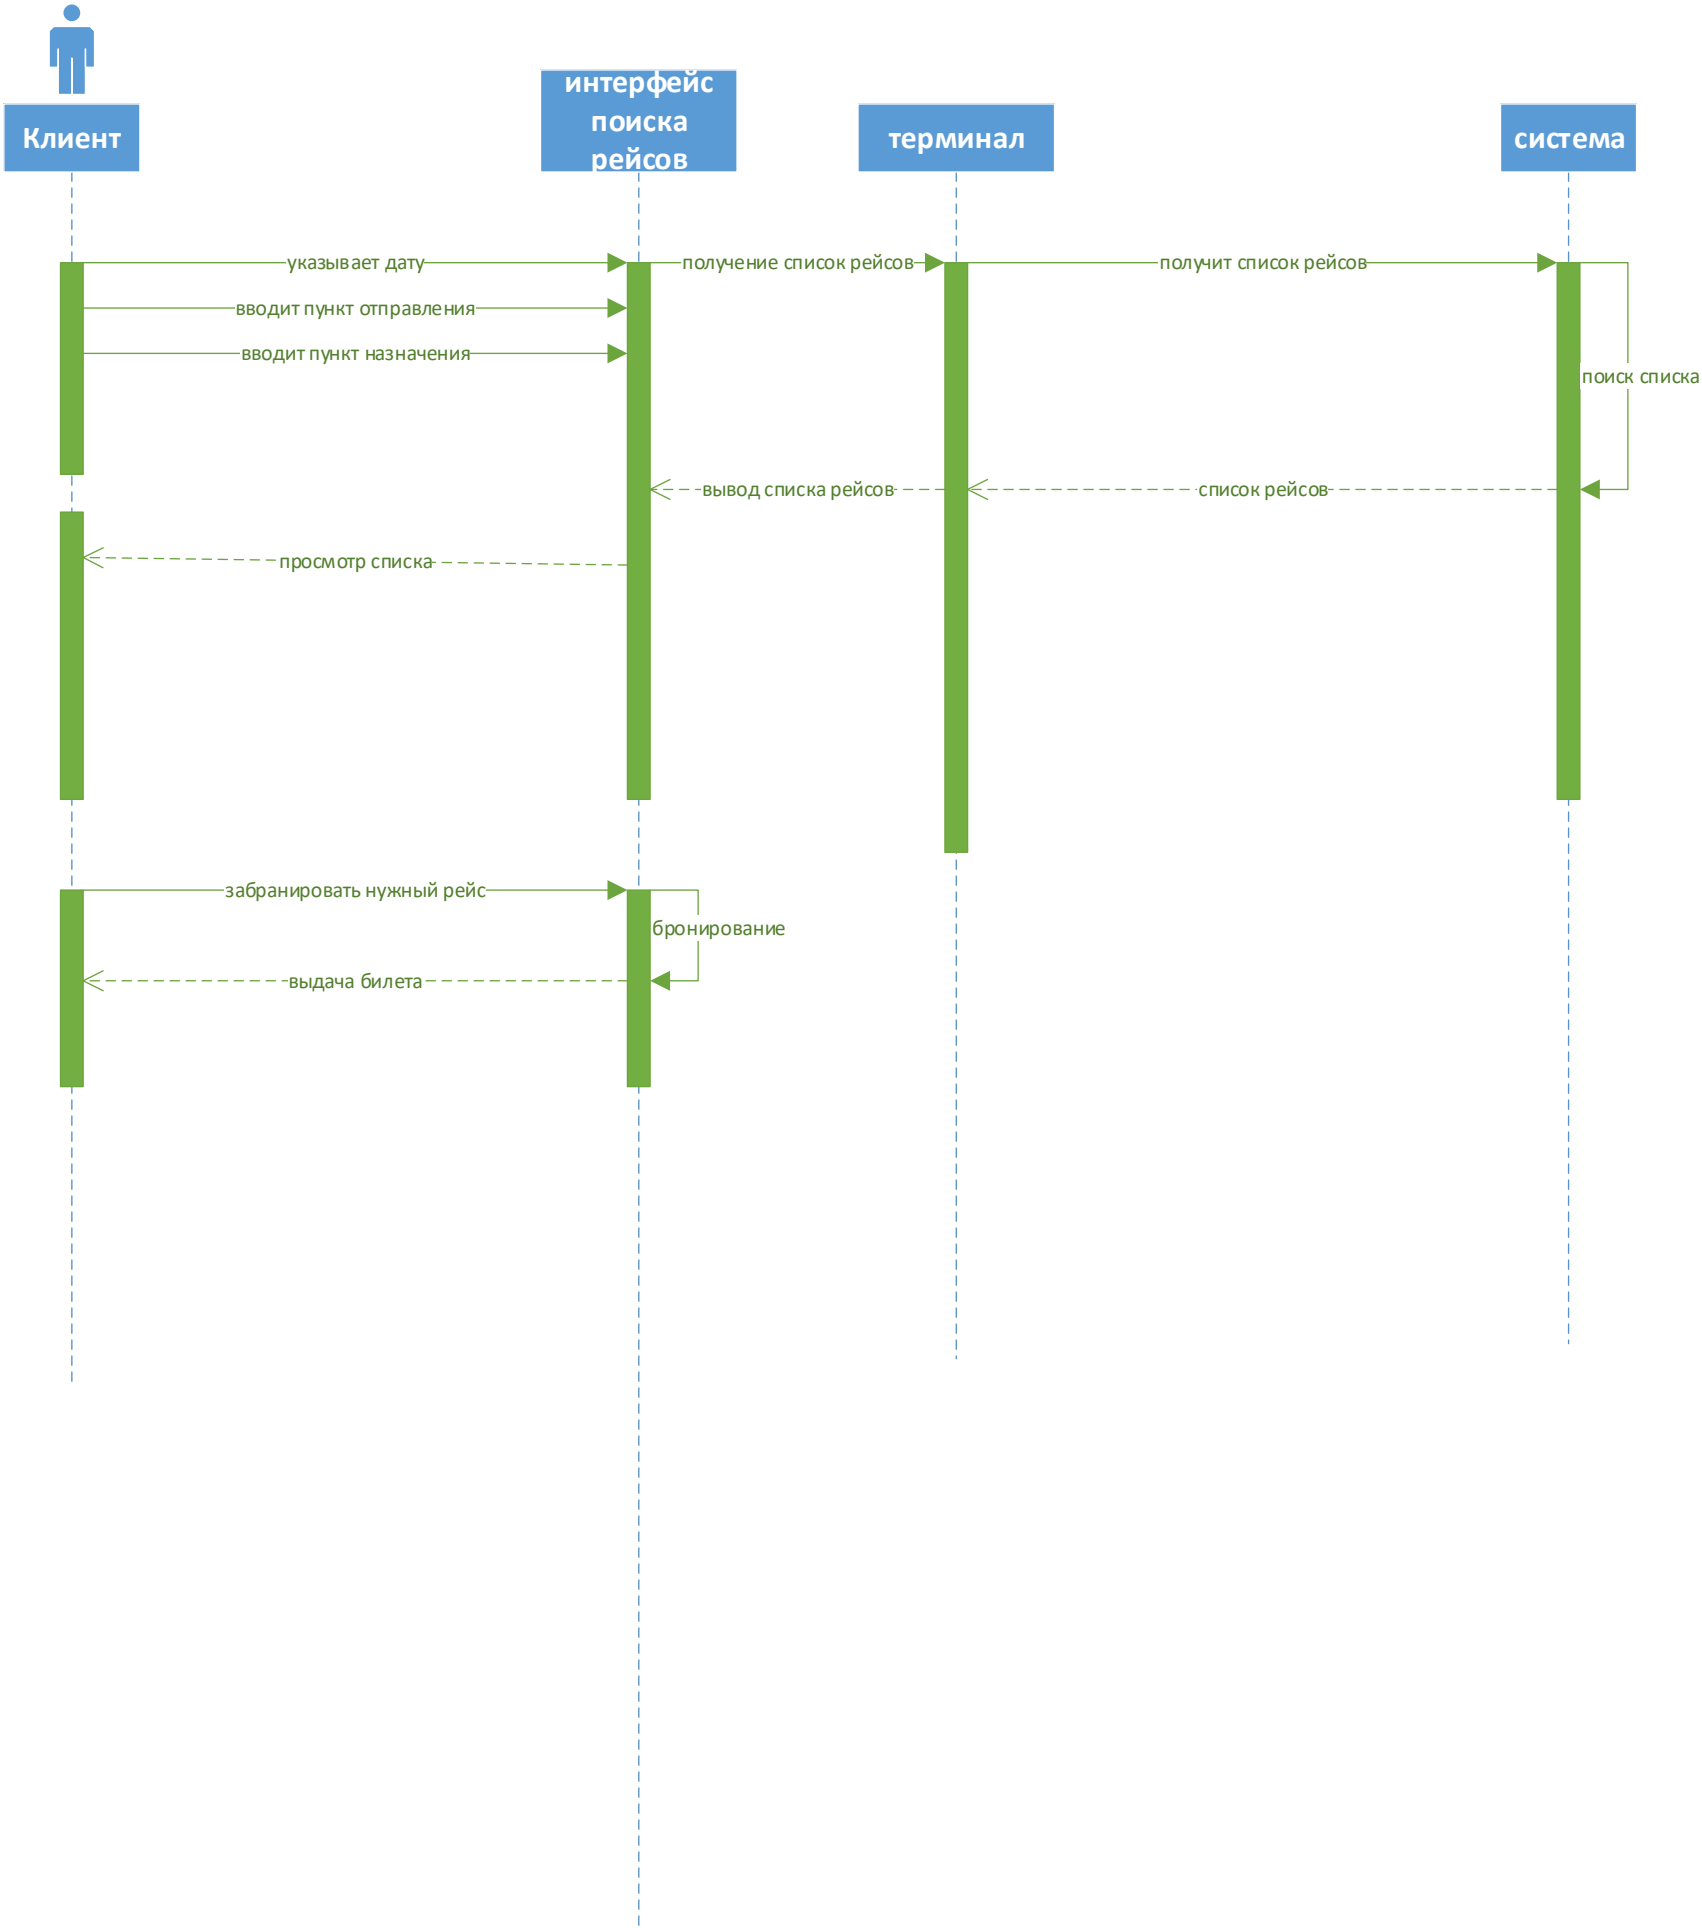 Клиент
интерфейс
поиска
рейсов
терминал
система
указывает дату
получение список рейсов
получит список рейсов
вводит пункт отправления
вводит пункт назначения
поиск списка
вывод списка рейсов
список рейсов
просмотр списка
забранировать нужный рейс
бронирование
выдача билета